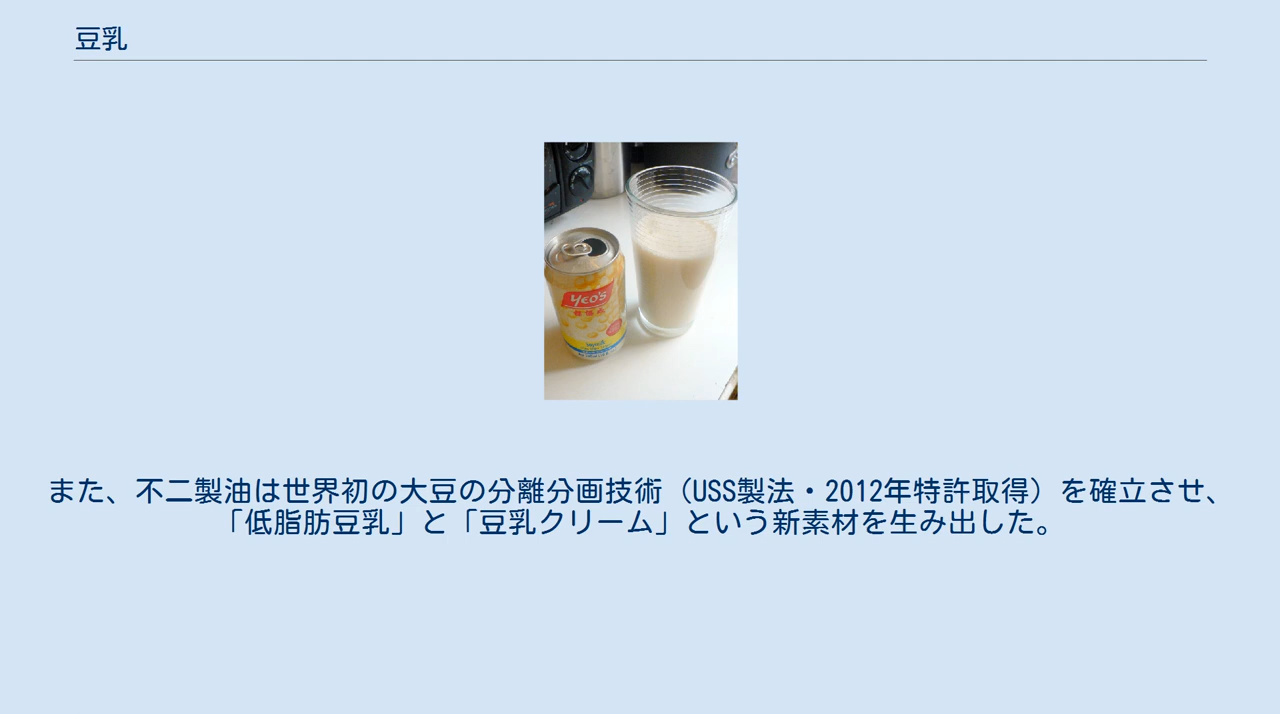 豆乳
Yeo's
また、不二製油は世界初の大豆の分離分画技術（USS製法・2012年特許取得）を確立させ、
「低脂肪豆乳」と「豆乳クリーム」という新素材を生み出した。